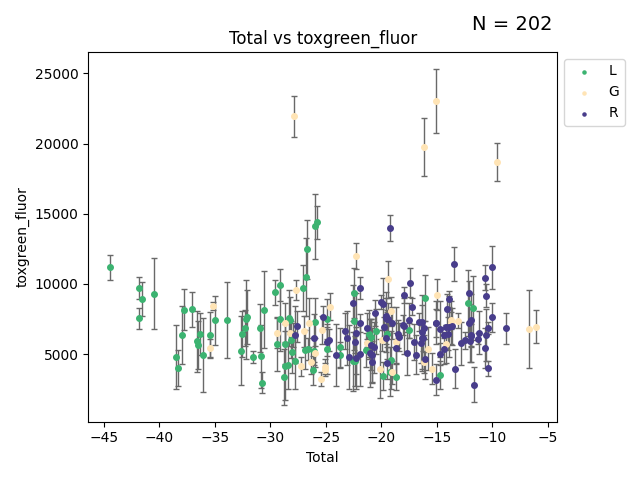 N = 202
Total vs toxgreen_fluor
L
G
R
25000
20000
15000
10000
5000
toxgreen_fluor
−45 −40 −35 −30 −25 −20 −15 −10 −5
Total